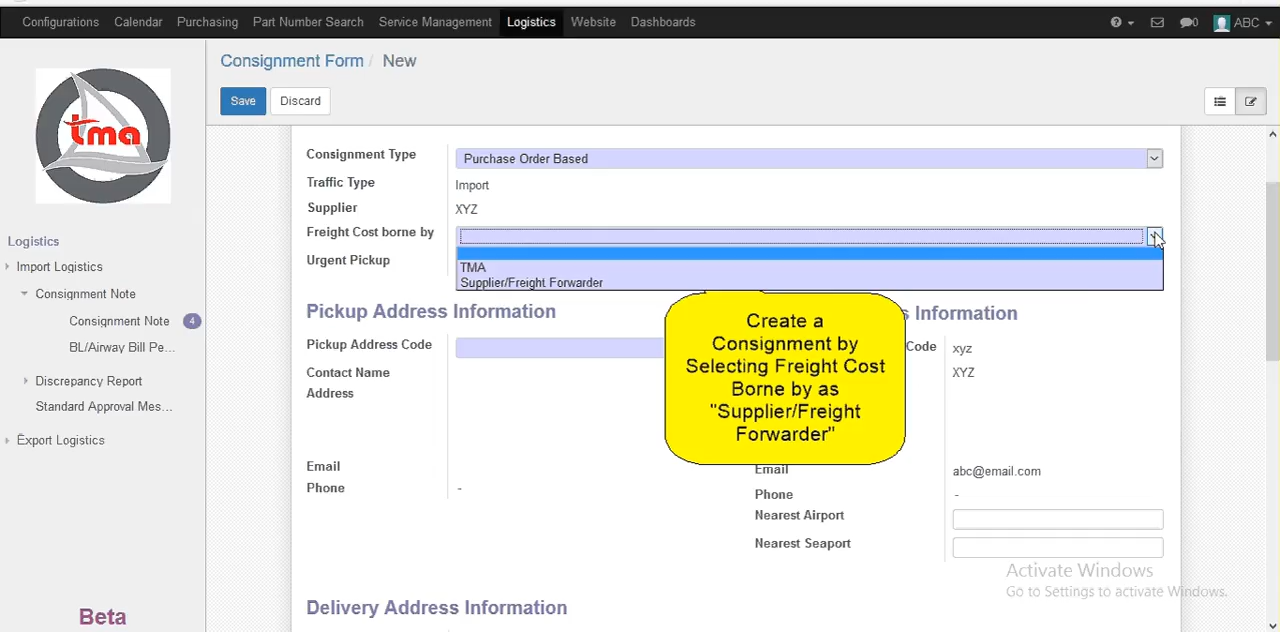 Configurations Calendar Purchasing Part Number Search Service Management Logistics Website Dashboards 0 ABC
tma
Logistics
Import Logistics
Consignment Note
Consignment Note 4
BL/Airway Bill Pe...
Discrepancy Report
Standard Approval Mes...
Export Logistics
Beta
Consignment Form / New
Save Discard
Consignment Type Purchase Order Based
Traffic Type Import
Supplier XYZ
Freight Cost borne by
TMA
Supplier/Freight Forwarder
Urgent Pickup
Create a
Consignment by
Selecting Freight Cost
Borne by as
"Supplier/Freight
Forwarder"
Pickup Address Information
Pickup Address Code
Contact Name
Address
Email
Phone -
s Information
Code xyz
XYZ
Email abc@email.com
Phone -
Nearest Airport
Nearest Seaport
Delivery Address Information
Activate Windows
Go to Settings to activate Windows.